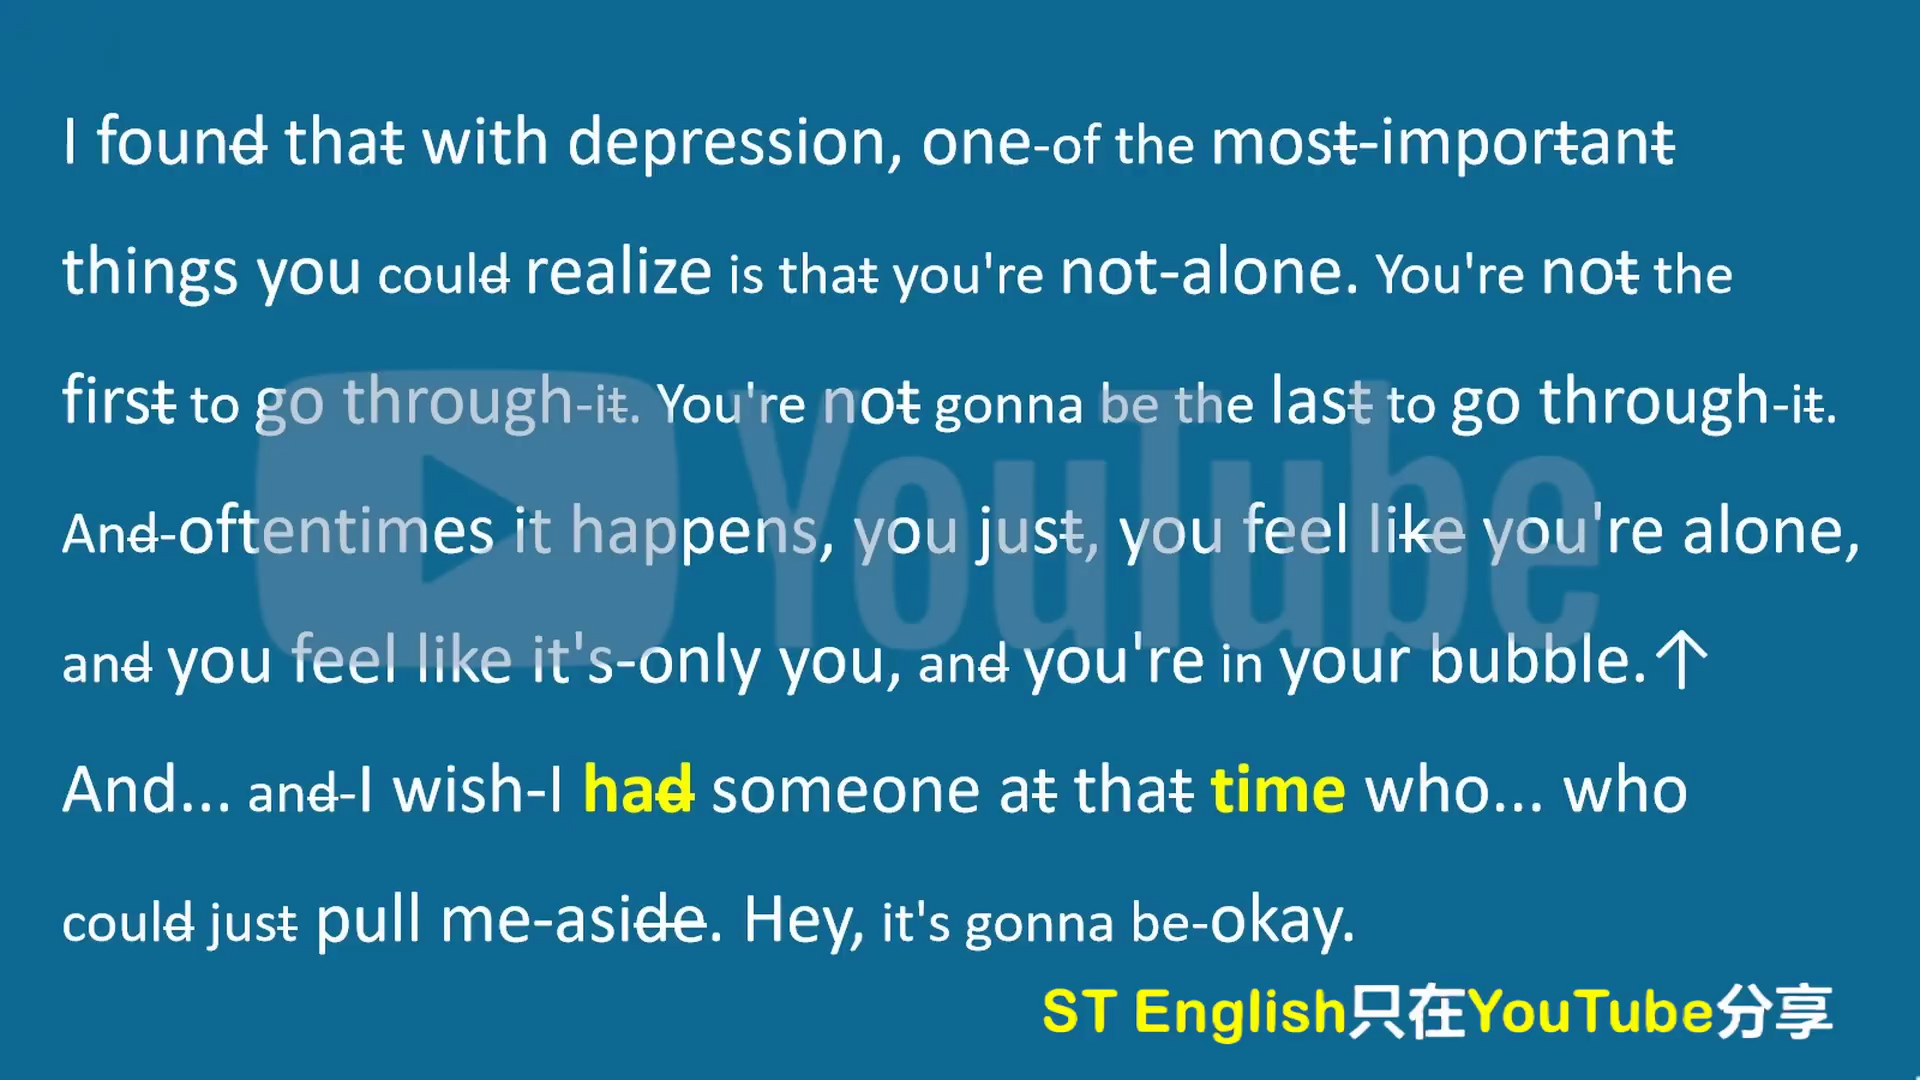 I found that with depression, one-of the most-important
things you could realize is that you're not-alone. You're not the
first to go through-it. You're not gonna be the last to go through-it.
And-oftentimes it happens, you just, you feel like you're alone,
and you feel like it's-only you, and you're in your bubble.↑
And... and-I wish-I had someone at that time who... who
could just pull me-aside. Hey, it's gonna be-okay.
YouTube
ST English只在YouTube分享